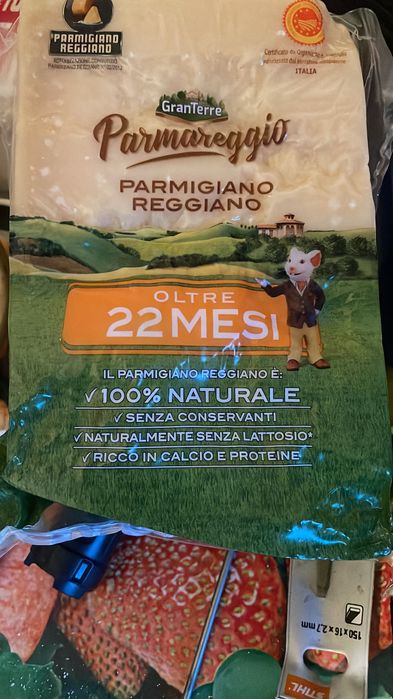 PARMIGIANO
REGGIANO
ITALIA
GranTerre
Parmareggio
PARMIGIANO
REGGIANO
OLTRE
22 MESI
IL PARMIGIANO REGGIANO È:
✓ 100% NATURALE
✓ SENZA CONSERVANTI
✓ NATURALMENTE SENZA LATTOSIO*
✓ RICCO IN CALCIO E PROTEINE
150x16x2,7mm
STIHL